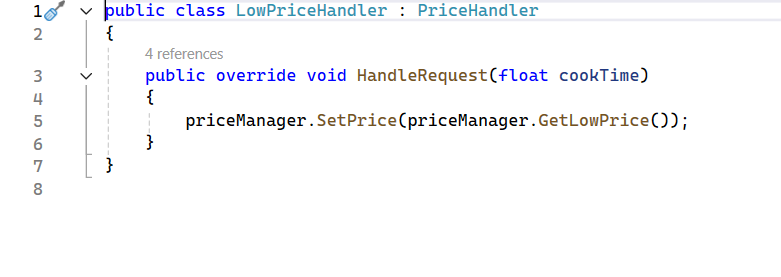 1 public class LowPriceHandler : PriceHandler
2 {
4 references
3 public override void HandleRequest(float cookTime)
4 {
5 priceManager.SetPrice(priceManager.GetLowPrice());
6 }
7 }
8